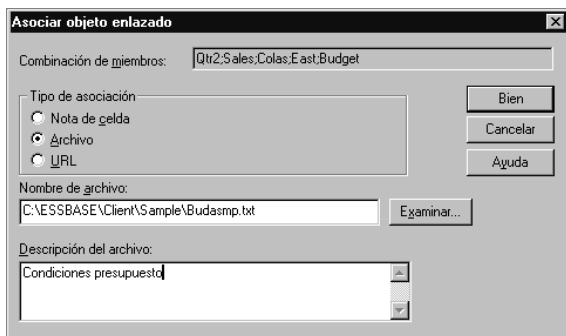 Asociar objeto enlazado
Combinación de miembros:
Qtr2;Sales;Colas;East;Budget
Tipo de asociación
Nota de celda
Archivo
URL
Bien
Cancelar
Ayuda
Nombre de archivo:
C:\ESSBASE\Client\Sample\Budasmp.txt
Examinar...
Descripción del archivo:
Condiciones presupuesto